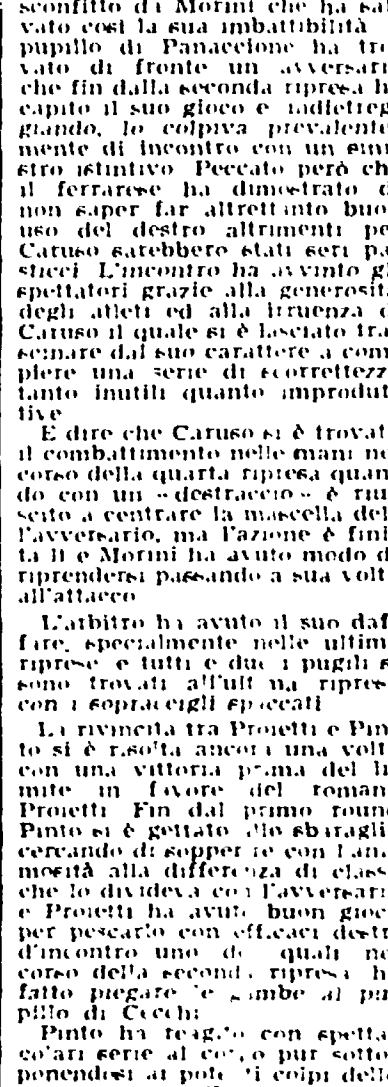 sconfitto da Morini che ha sal
vato così la sua imbattibilità
pupillo di Panaccione ha tro
vato di fronte un avversari
che fin dalla seconda ripresa h
capito il suo gioco e indietreg
giando, lo colpiva prevalente
mente di incontro con un sini
stro istintivo Peccato però ch
il ferrarese ha dimostrato d
non saper far altrettanto buo
uso del destro altrimenti pe
Caruso sarebbero stati seri pa
sticci L'incontro ha avvinto gl
spettatori grazie alla generosit
degli atleti ed alla irruenza d
Caruso il quale si è lasciato tra
scinare dal suo carattere a com
piere una serie di scorrettezz
tanto inutili quanto improdut
tive
E dire che Caruso si è trovat
il combattimento nelle mani ne
corso della quarta ripresa quan
do con un «destraccio» è riu
scito a centrare la mascella del
l'avversario, ma l'azione è fini
ta lì e Morini ha avuto modo d
riprendersi passando a sua volt
all'attacco
L'arbitro ha avuto il suo daf
fare, specialmente nelle ultim
riprese e tutti e due i pugili s
sono trovati all'ultima ripres
con i sopraccigli spaccati
La rivincita tra Proietti e Pin
to si è risolta ancora una volt
con una vittoria prima del li
mite in favore del roman
Proietti Fin dal primo roun
Pinto si è gettato allo sbaragli
cercando di sopperire con l'ani
mosità alla differenza di class
che lo divideva con l'avversari
e Proietti ha avuto buon gioc
per pescarlo con efficaci destr
d'incontro uno dei quali ne
corso della seconda ripresa h
fatto piegare le gambe al pu
pillo di Cecchi
Pinto ha reagito con spetta
colari serie al corpo pur sotto
ponendosi ai potenti colpi dell